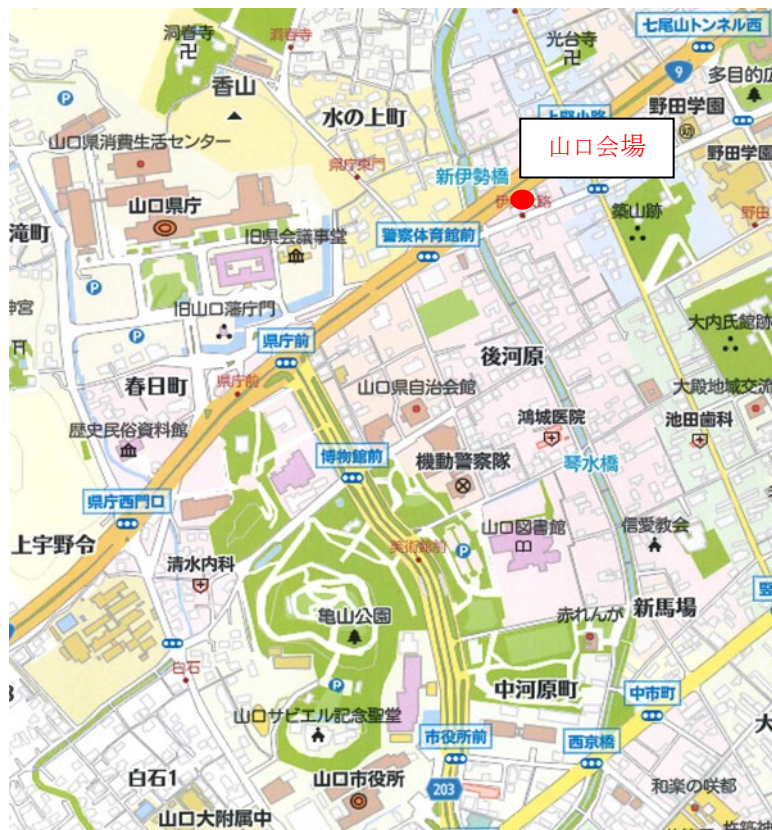 洞春寺
洞春寺
光台寺
七尾山トンネル西
9
香山
多目的広
P
水の上町
上野小路
野田学園
山口県消費生活センター
山口会場
県庁東門
野田学園
新伊勢橋
山口県庁
築山跡
野田
滝町
旧県会議事堂
警察体育館前
P
神宮
旧山口藩庁門
P
大内氏館跡
県庁前
後河原
県庁前
春日町
山口県自治会館
大殿地域交流
鴻城医院
池田歯科
歴史民俗資料館
博物館前
機動警察隊
琴水橋
県庁西門口
山口図書館
信愛教会
上宇野令
美術館前
P
清水内科
赤れんが
新馬場
亀山公園
白石
P
中河原町
中市町
山口サビエル記念聖堂
市役所前
西京橋
白石1
山口市役所
203
和楽の咲都
山口大附属中